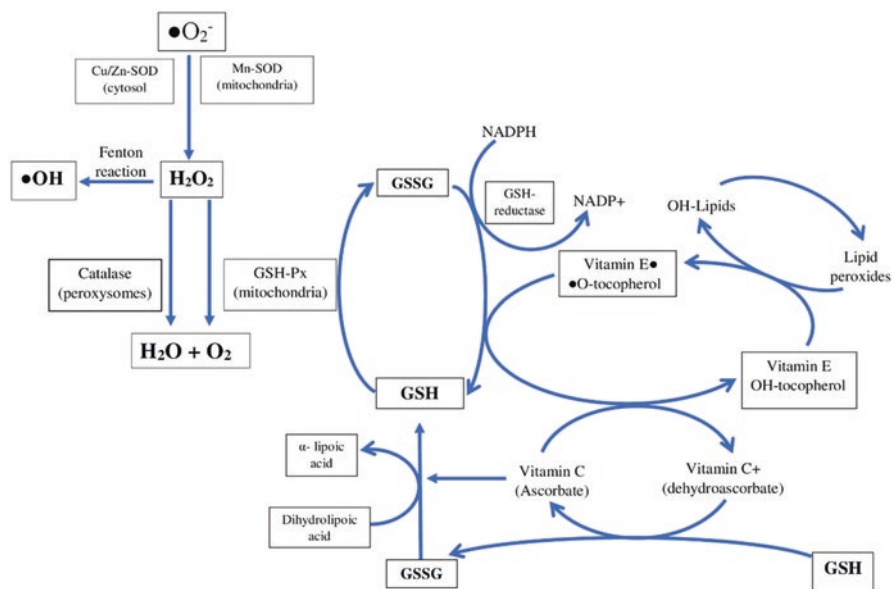 ●O₂⁻
Cu/Zn-SOD
(cytosol
Mn-SOD
(mitochondria)
Fenton
reaction
●OH
H₂O₂
Catalase
(peroxysomes)
GSH-Px
(mitochondria)
H₂O + O₂
GSSG
NADPH
GSH-
reductase
NADP+
OH-Lipids
Lipid
peroxides
Vitamin E●
●O-tocopherol
Vitamin E
OH-tocopherol
GSH
α- lipoic
acid
Dihydrolipoic
acid
Vitamin C
(Ascorbate)
Vitamin C+
(dehydroascorbate)
GSSG
GSH